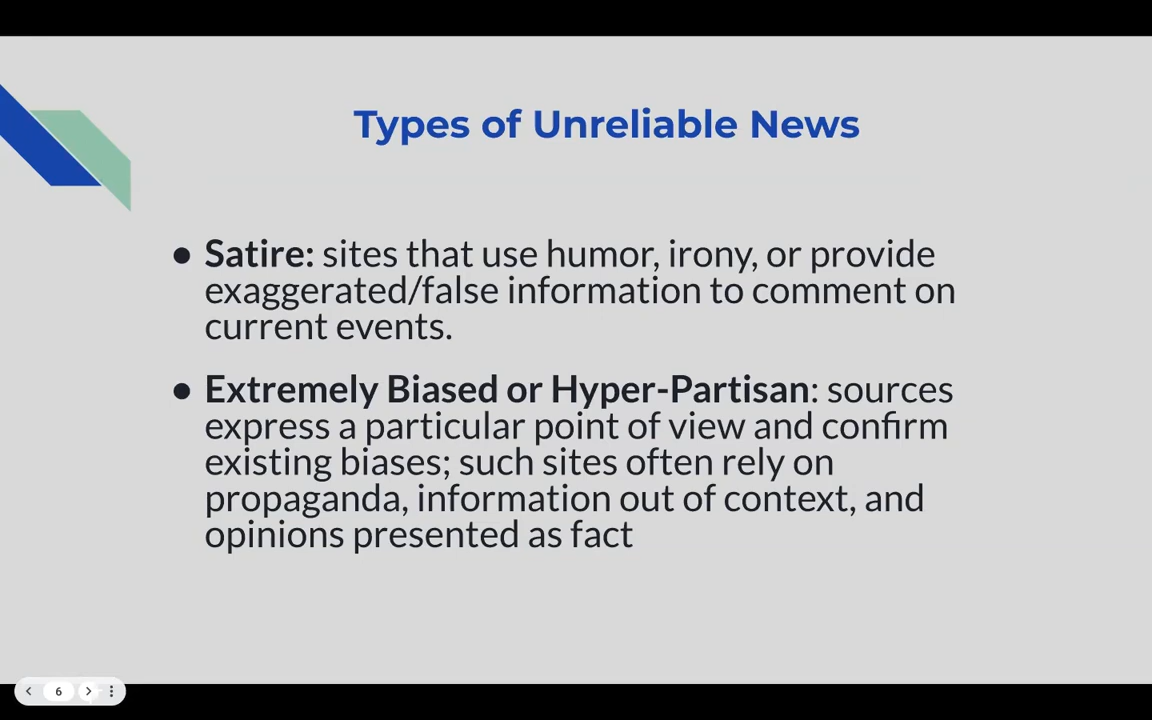 Types of Unreliable News
● Satire: sites that use humor, irony, or provide
exaggerated/false information to comment on
current events.
● Extremely Biased or Hyper-Partisan: sources
express a particular point of view and confirm
existing biases; such sites often rely on
propaganda, information out of context, and
opinions presented as fact
6